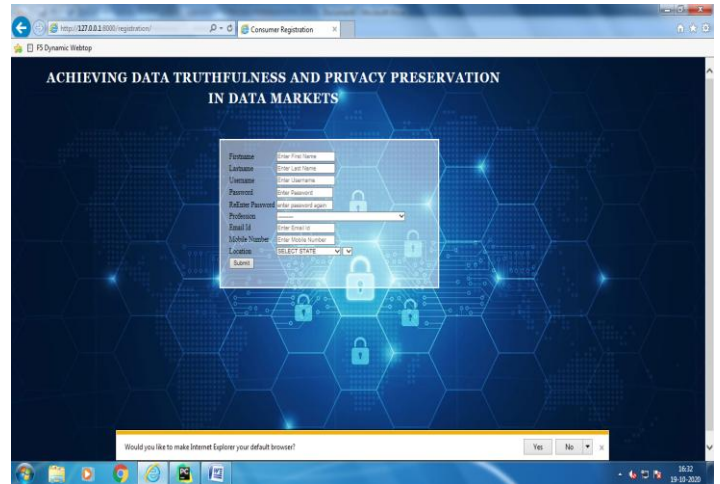 http://127.0.0.1:9000/registration/
Consumer Registration
F5 Dynamic Webtop
ACHIEVING DATA TRUTHFULNESS AND PRIVACY PRESERVATION
IN DATA MARKETS
Firstname Enter First Name
Lastname Enter Last Name
Username Enter Username
Password Enter Password
ReEnter Password enter password again
Profession ---------
Email Id Enter Email Id
Mobile Number Enter Mobile Number
Location SELECT STATE
Submit
Would you like to make Internet Explorer your default browser? Yes No
PC W
16:32
19-10-2020